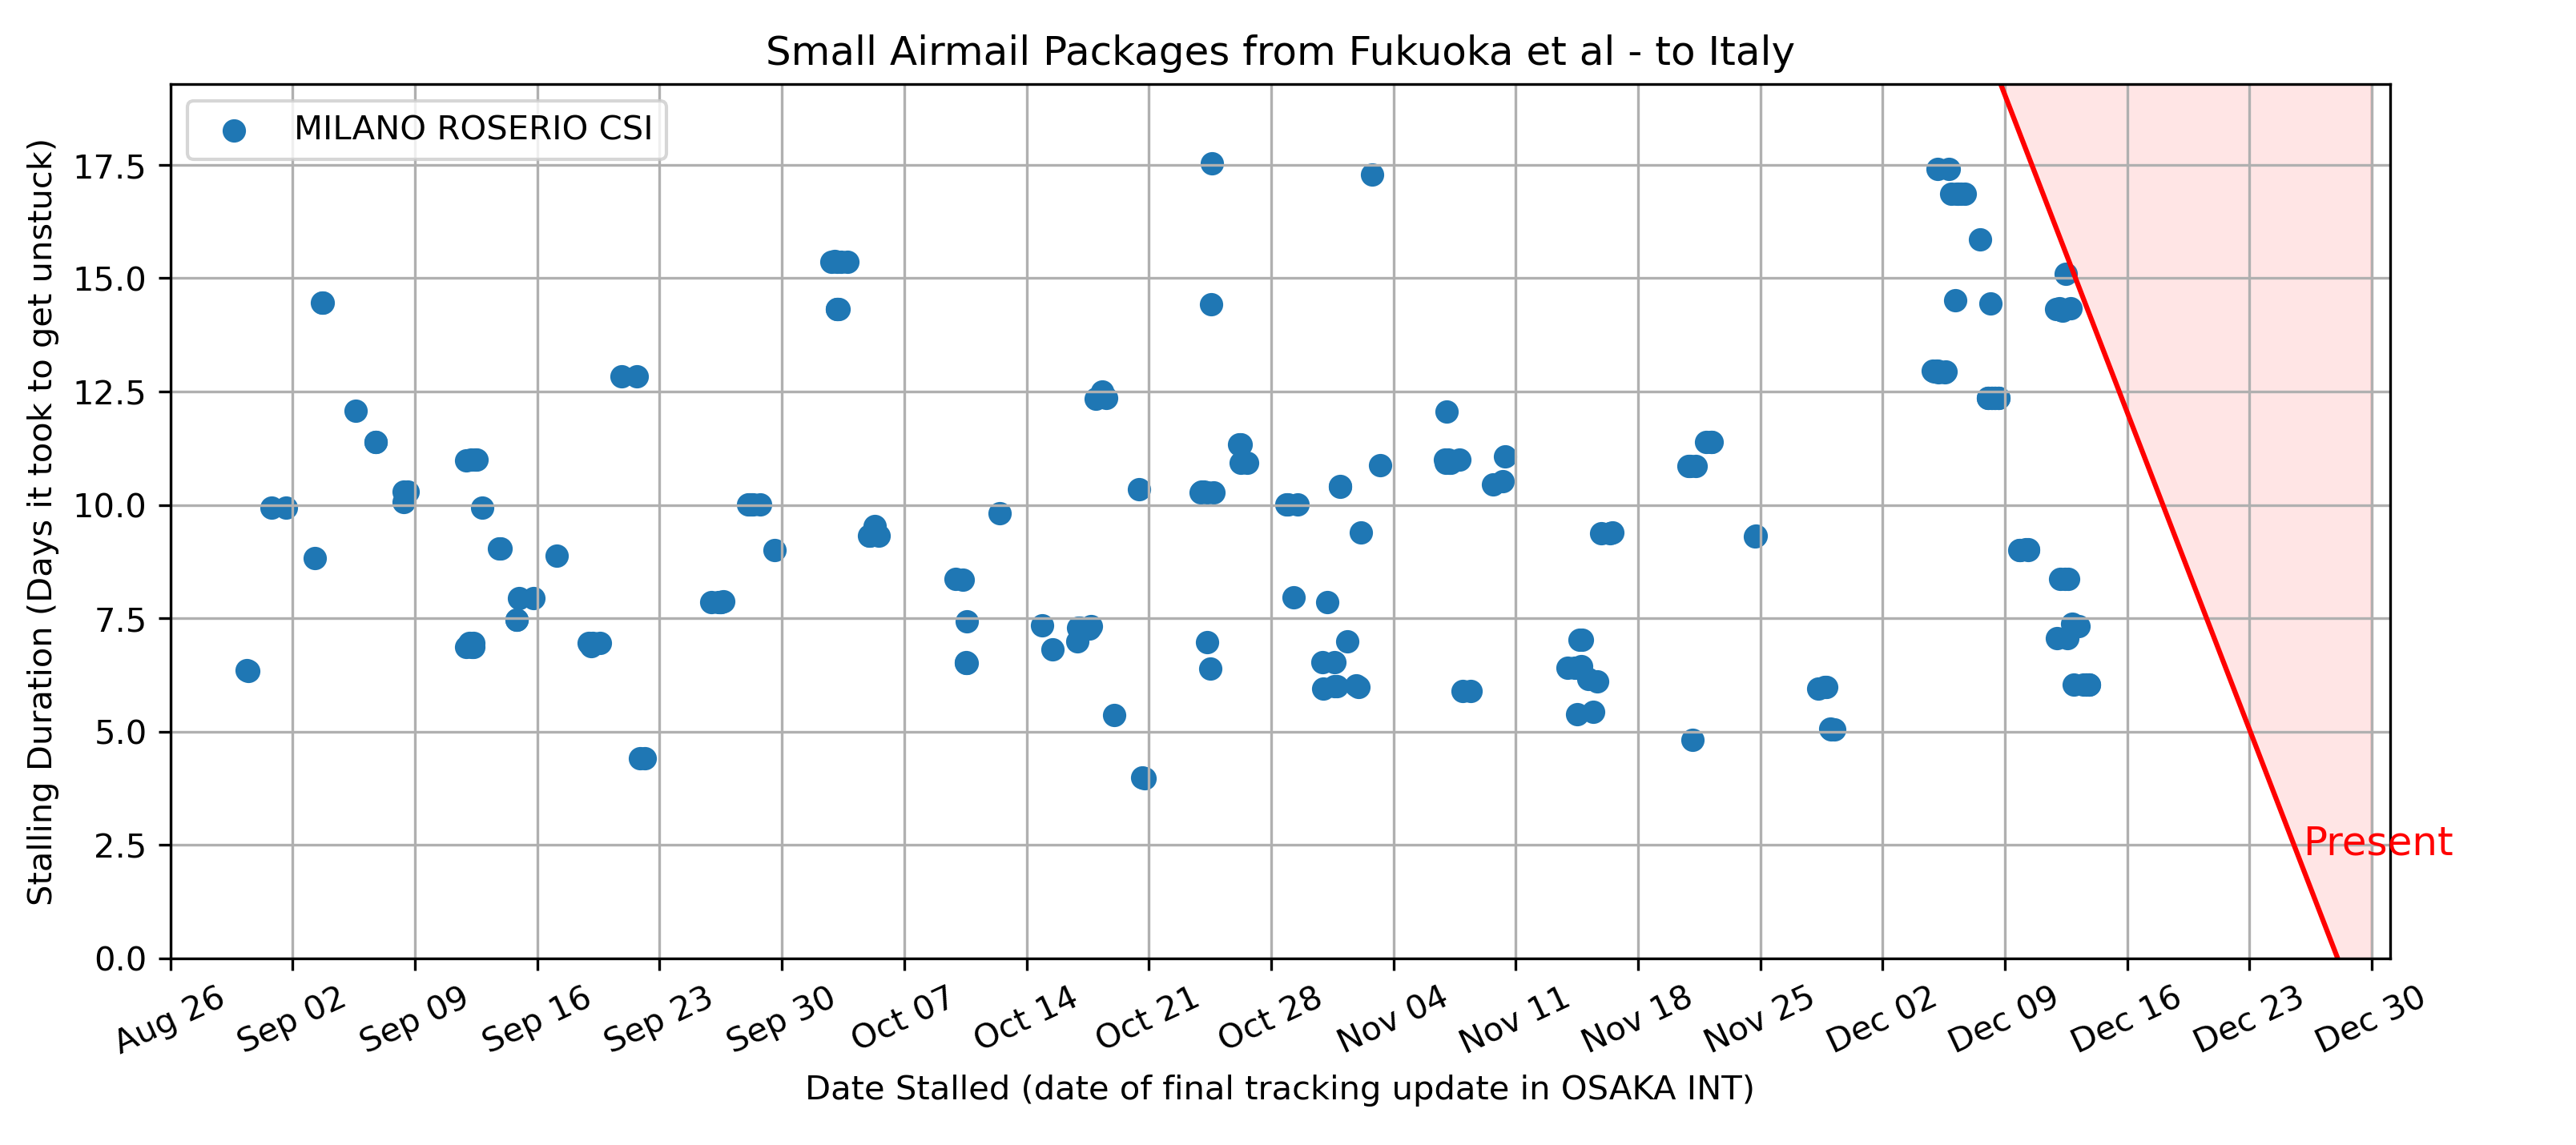 Small Airmail Packages from Fukuoka et al - to Italy
MILANO ROSERIO CSI
Stalling Duration (Days it took to get unstuck)
17.5
15.0
12.5
10.0
7.5
5.0
2.5
0.0
Present
Aug 26 Sep 02 Sep 09 Sep 16 Sep 23 Sep 30 Oct 07 Oct 14 Oct 21 Oct 28 Nov 04 Nov 11 Nov 18 Nov 25 Dec 02 Dec 09 Dec 16 Dec 23 Dec 30
Date Stalled (date of final tracking update in OSAKA INT)